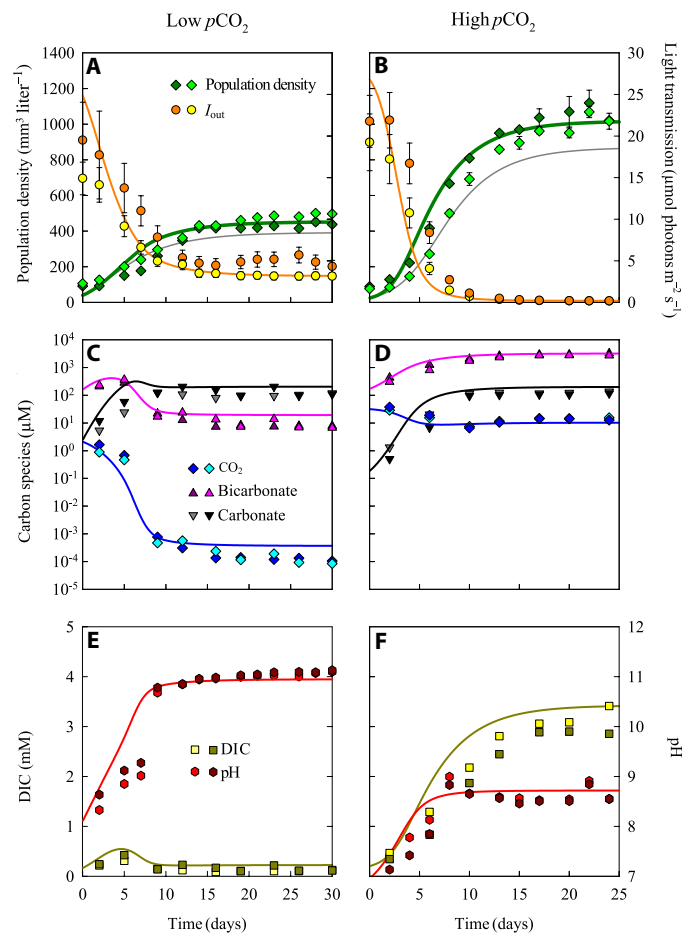 Low pCO2
High pCO2
A
B
1400
1200
1000
800
600
400
200
0
Population density (mm³ liter⁻¹)
Population density
Iout
30
25
20
15
10
5
0
Light transmission (µmol photons m⁻² s⁻¹)
C
D
10⁴
10³
10²
10¹
10⁰
10⁻¹
10⁻²
10⁻³
10⁻⁴
10⁻⁵
Carbon species (µM)
CO₂
Bicarbonate
Carbonate
E
F
5
4
3
2
1
0
DIC (mM)
DIC
pH
12
11
10
9
8
7
pH
0 5 10 15 20 25 30
0 5 10 15 20 25
Time (days)
Time (days)